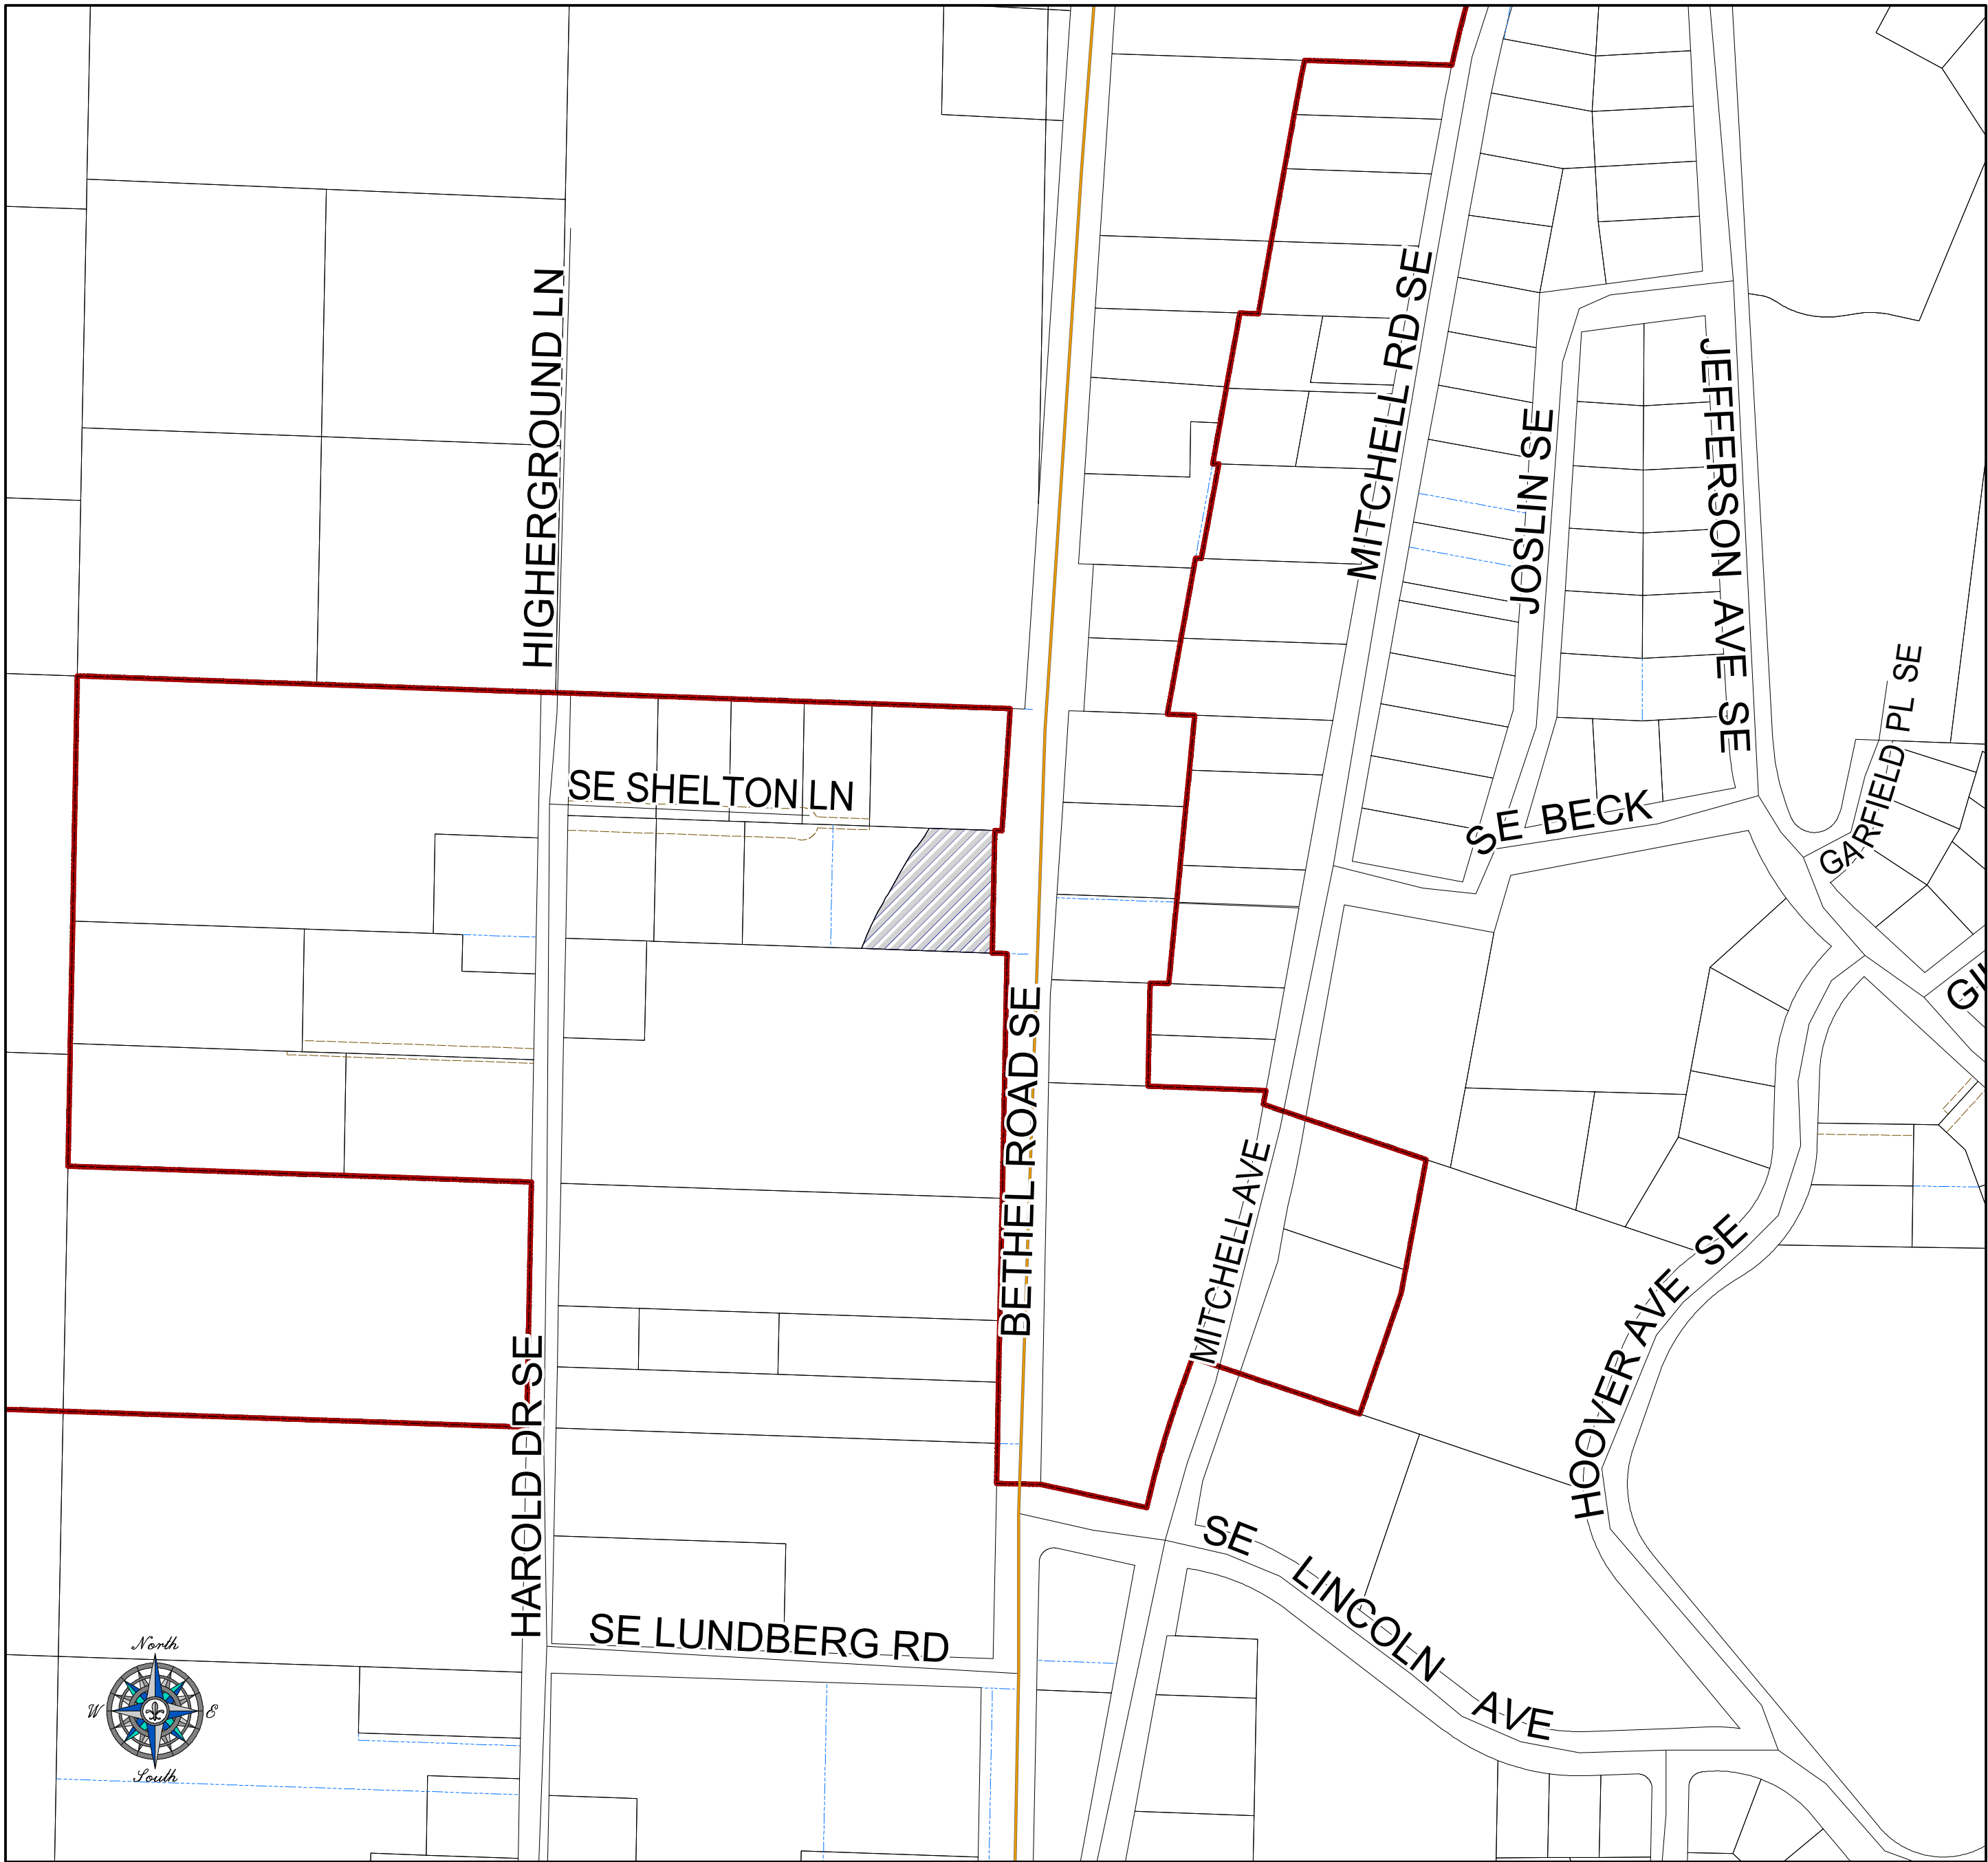 HIGHERGROUND LN
MITCHELL RD SE
JOSLIN SE
JEFFERSON AVE SE
GARFIELD PL SE
SE SHELTON LN
SE BECK
BETHEL ROAD SE
MITCHELL AVE
HOOVER AVE SE
HAROLD DR SE
SE LINCOLN AVE
SE LUNDBERG RD
North
W
E
South